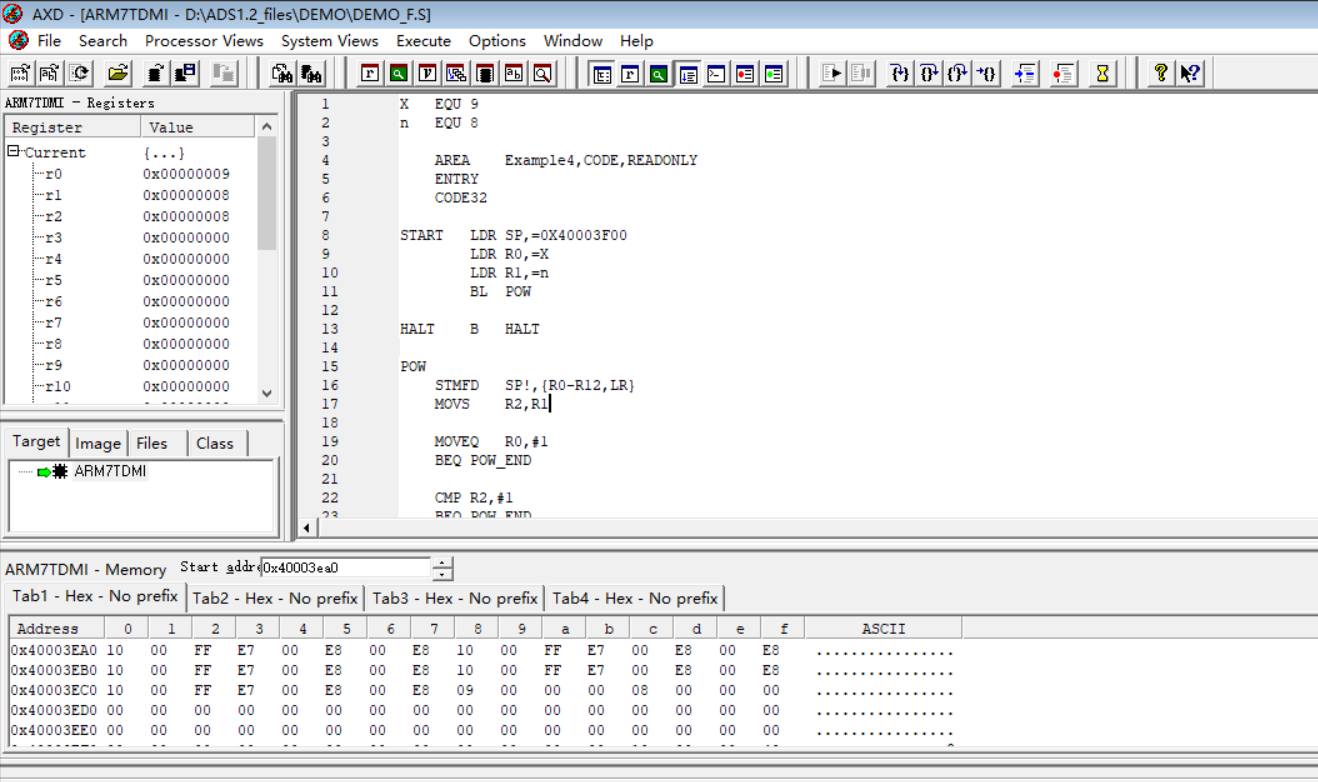 AXD - [ARM7TDMI - D:\ADS1.2_files\DEMO\DEMO_F.S]
File Search Processor Views System Views Execute Options Window Help
ARM7TDMI - Registers
Register Value
Current {...}
r0 0x00000009
r1 0x00000008
r2 0x00000008
r3 0x00000000
r4 0x00000000
r5 0x00000000
r6 0x00000000
r7 0x00000000
r8 0x00000000
r9 0x00000000
r10 0x00000000
Target Image Files Class
ARM7TDMI
1 X EQU 9
2 n EQU 8
3
4 AREA Example4,CODE,READONLY
5 ENTRY
6 CODE32
7
8 START LDR SP,=0X40003F00
9 LDR R0,=X
10 LDR R1,=n
11 BL POW
12
13 HALT B HALT
14
15 POW
16 STMFD SP!,{R0-R12,LR}
17 MOVS R2,R1
18
19 MOVEQ R0,#1
20 BEQ POW_END
21
22 CMP R2,#1
23 BEQ POW_END
ARM7TDMI - Memory Start addre 0x40003ea0
Tab1 - Hex - No prefix Tab2 - Hex - No prefix Tab3 - Hex - No prefix Tab4 - Hex - No prefix
Address 0 1 2 3 4 5 6 7 8 9 a b c d e f ASCII
0x40003EA0 10 00 FF E7 00 E8 00 E8 10 00 FF E7 00 E8 00 E8 ................
0x40003EB0 10 00 FF E7 00 E8 00 E8 10 00 FF E7 00 E8 00 E8 ................
0x40003EC0 10 00 FF E7 00 E8 00 E8 09 00 00 00 08 00 00 00 ................
0x40003ED0 00 00 00 00 00 00 00 00 00 00 00 00 00 00 00 00 ................
0x40003EE0 00 00 00 00 00 00 00 00 00 00 00 00 00 00 00 00 ................